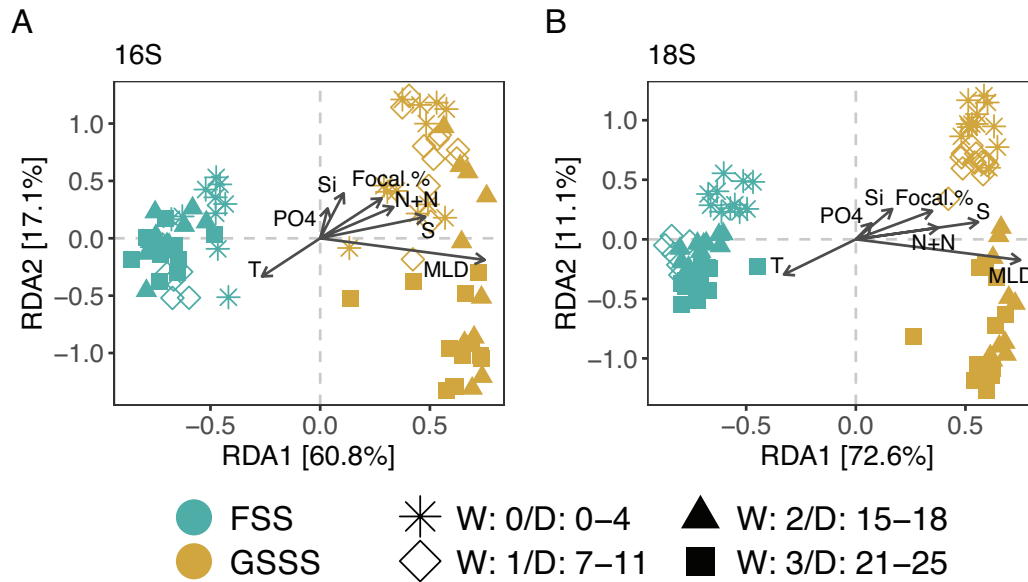 A
16S
RDA2 [17.1%]
1.0
0.5
0.0
−0.5
−1.0
Si
Focal.%
PO4
N+N
S
T
MLD
−0.5
0.0
0.5
RDA1 [60.8%]
B
18S
RDA2 [11.1%]
1.0
0.5
0.0
−0.5
−1.0
Si
Focal.%
PO4
S
N+N
T
MLD
−0.5
0.0
0.5
RDA1 [72.6%]
FSS
W: 0/D: 0−4
W: 2/D: 15−18
GSSS
W: 1/D: 7−11
W: 3/D: 21−25